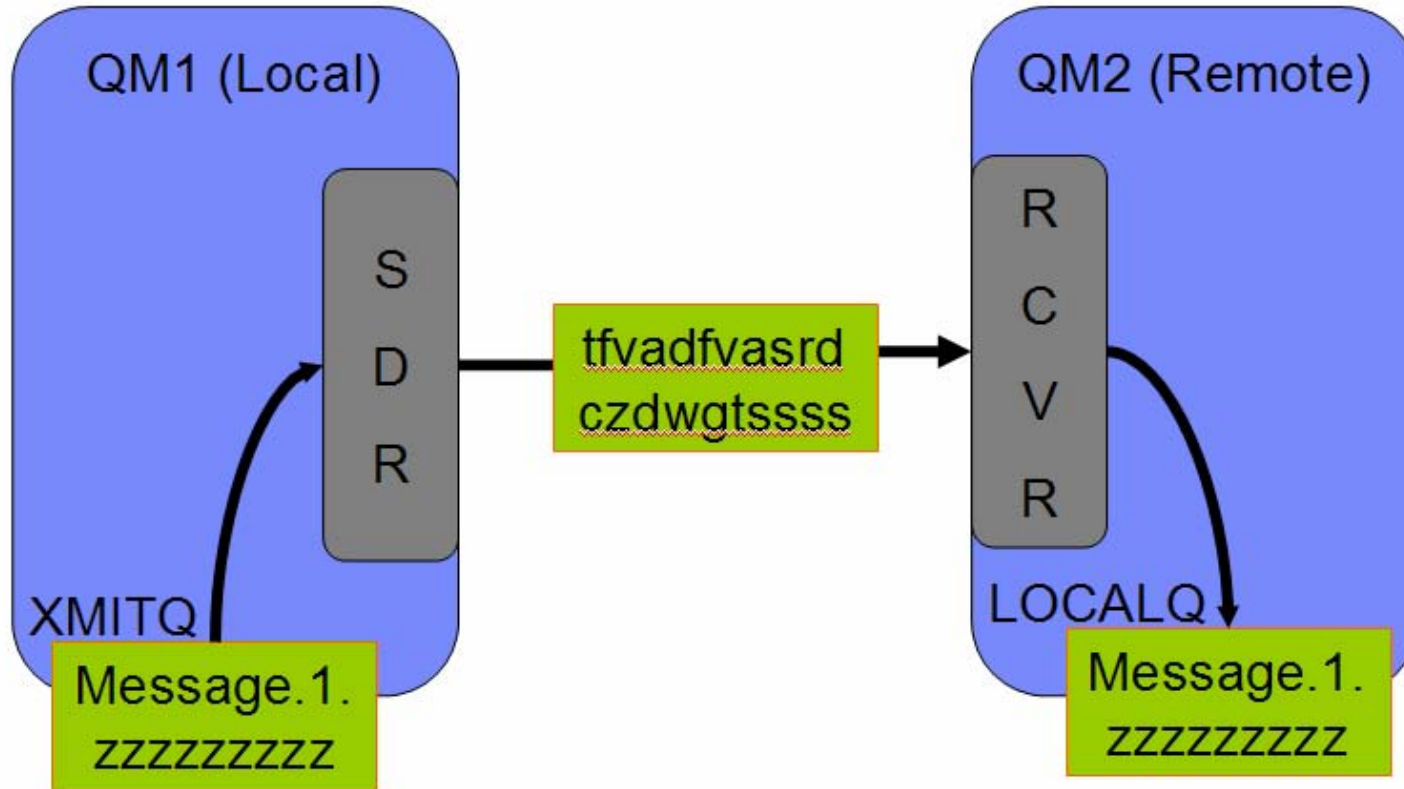 QM1 (Local)
S
D
R
XMITQ
Message.1.
zzzzzzzzz
tfvadfvasrd
czdwgtssss
QM2 (Remote)
R
C
V
R
LOCALQ
Message.1.
zzzzzzzzz